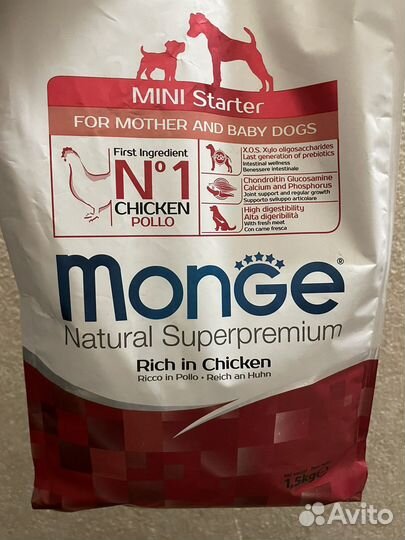 MINI Starter
FOR MOTHER AND BABY DOGS
First Ingredient
Nº1
CHICKEN
POLLO
X.O.S. Xylo oligosaccharides
Last generation of prebiotics
Intestinal wellness
Benessere intestinale
Chondroitin Glucosamine
Calcium and Phosphorus
Joint support and regular growth
Supporto sviluppo articolare
High digestibility
Alta digeribilità
With fresh meat
Con carne fresca
MONGE®
Natural Superpremium
Rich in Chicken
Ricco in Pollo • Reich an Huhn
1,5kg e
Avito